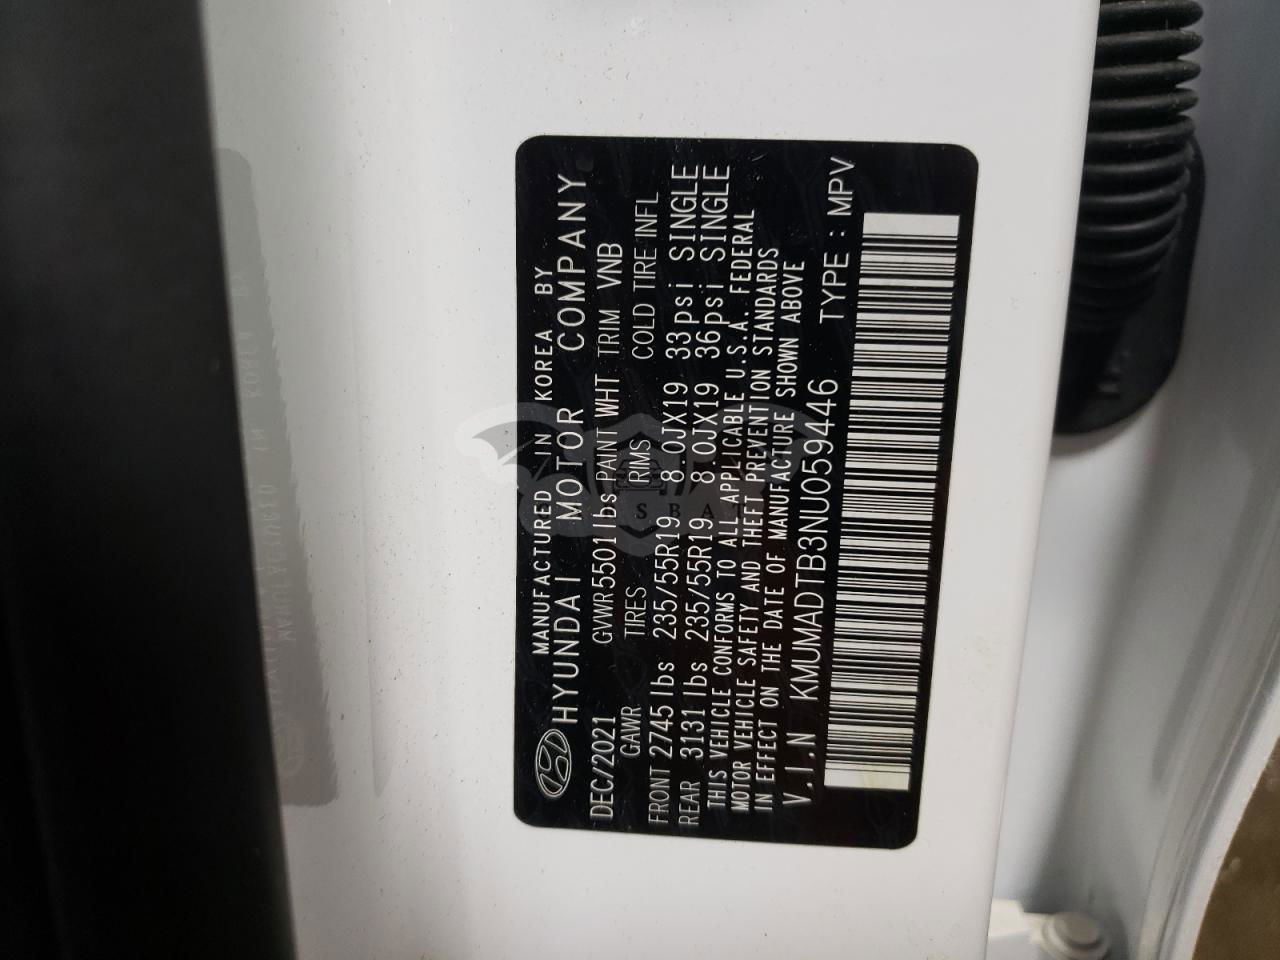 MANUFACTURED IN KOREA BY
HYUNDAI MOTOR COMPANY
DEC/2021 GVWR 5501lbs PAINT WHT TRIM VNB
GAWR TIRES RIMS COLD TIRE INFL
FRONT 2745lbs 235/55R19 8.0JX19 33psi SINGLE
REAR 3131lbs 235/55R19 8.0JX19 36psi SINGLE
THIS VEHICLE CONFORMS TO ALL APPLICABLE U.S.A. FEDERAL
MOTOR VEHICLE SAFETY AND THEFT PREVENTION STANDARDS
IN EFFECT ON THE DATE OF MANUFACTURE SHOWN ABOVE
V.I.N KMUMADTB3NU059446 TYPE : MPV